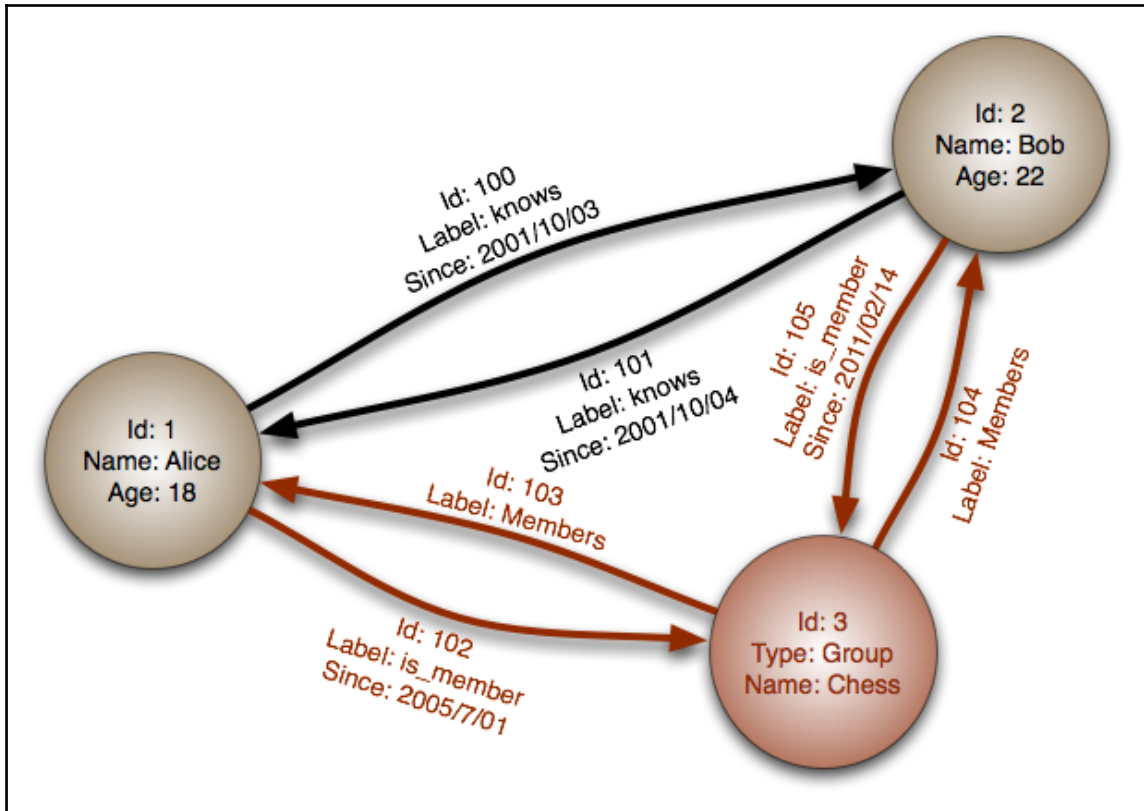 Id: 2
Name: Bob
Age: 22
Id: 100
Label: knows
Since: 2001/10/03
Id: 101
Label: knows
Since: 2001/10/04
Id: 105
Label: is_member
Since: 2011/02/14
Id: 104
Label: Members
Id: 1
Name: Alice
Age: 18
Id: 103
Label: Members
Id: 102
Label: is_member
Since: 2005/7/01
Id: 3
Type: Group
Name: Chess